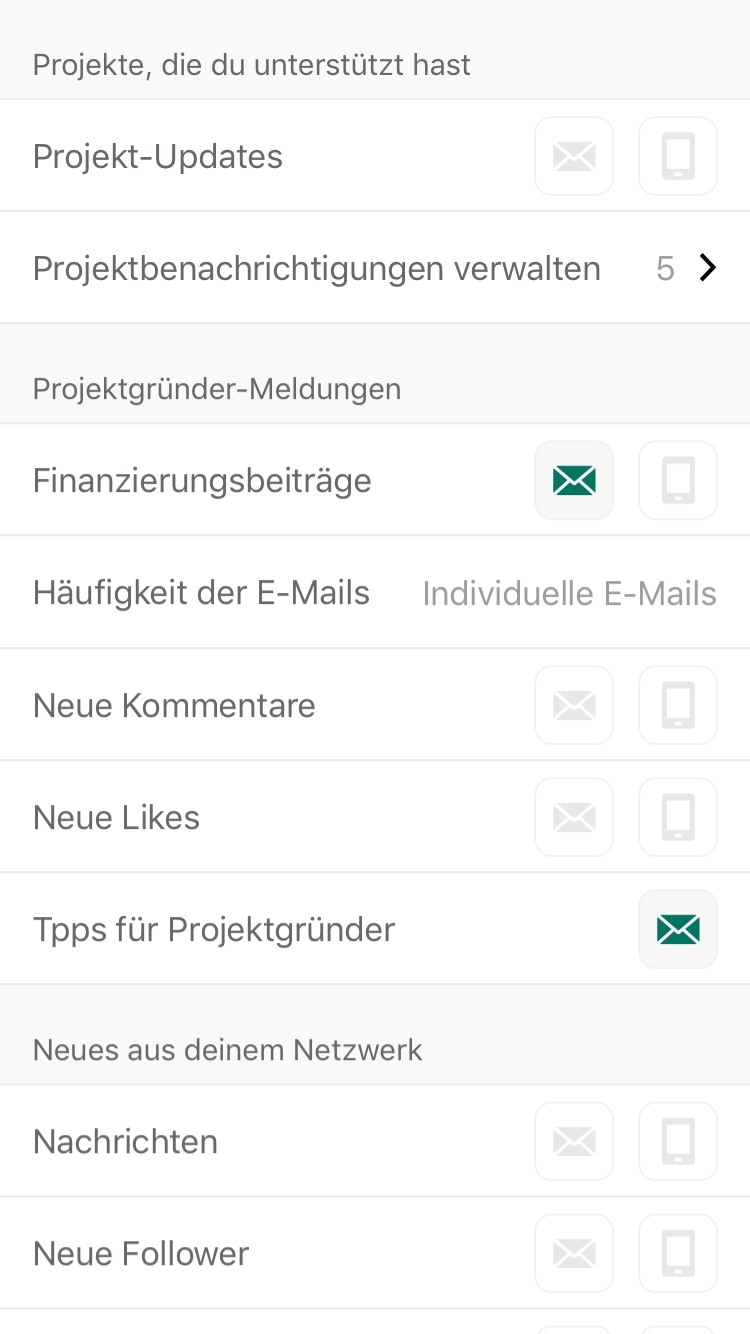 Projekte, die du unterstützt hast
Projekt-Updates
Projektbenachrichtigungen verwalten 5
Projektgründer-Meldungen
Finanzierungsbeiträge
Häufigkeit der E-Mails Individuelle E-Mails
Neue Kommentare
Neue Likes
Tpps für Projektgründer
Neues aus deinem Netzwerk
Nachrichten
Neue Follower